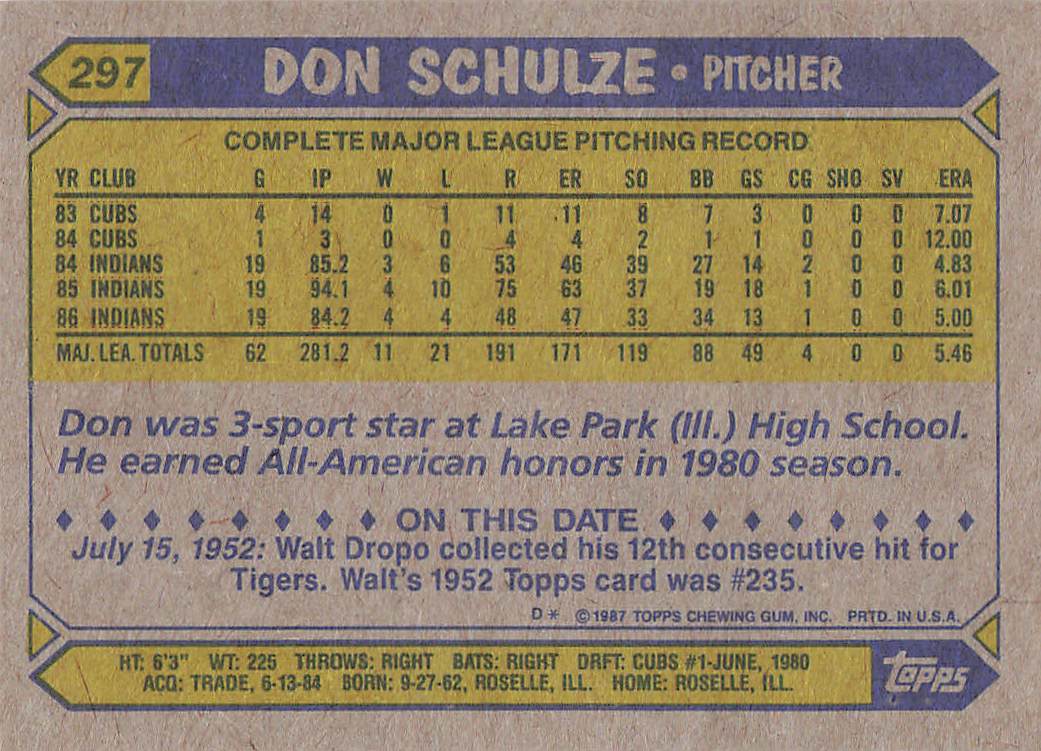 297 DON SCHULZE • PITCHER
COMPLETE MAJOR LEAGUE PITCHING RECORD
YR CLUB G IP W L R ER SO BB GS CG SHO SV ERA
83 CUBS 4 14 0 1 11 11 8 7 3 0 0 0 7.07
84 CUBS 1 3 0 0 4 4 2 1 1 0 0 0 12.00
84 INDIANS 19 85.2 3 6 53 46 39 27 14 2 0 0 4.83
85 INDIANS 19 94.1 4 10 75 63 37 19 18 1 0 0 6.01
86 INDIANS 19 84.2 4 4 48 47 33 34 13 1 0 0 5.00
MAJ. LEA. TOTALS 62 281.2 11 21 191 171 119 88 49 4 0 0 5.46
Don was 3-sport star at Lake Park (Ill.) High School.
He earned All-American honors in 1980 season.
ON THIS DATE
July 15, 1952: Walt Dropo collected his 12th consecutive hit for
Tigers. Walt's 1952 Topps card was #235.
D* ©1987 TOPPS CHEWING GUM, INC. PRTD. IN U.S.A.
HT: 6'3" WT: 225 THROWS: RIGHT BATS: RIGHT DRFT: CUBS #1-JUNE, 1980
ACQ: TRADE, 6-13-84 BORN: 9-27-62, ROSELLE, ILL. HOME: ROSELLE, ILL.
topps